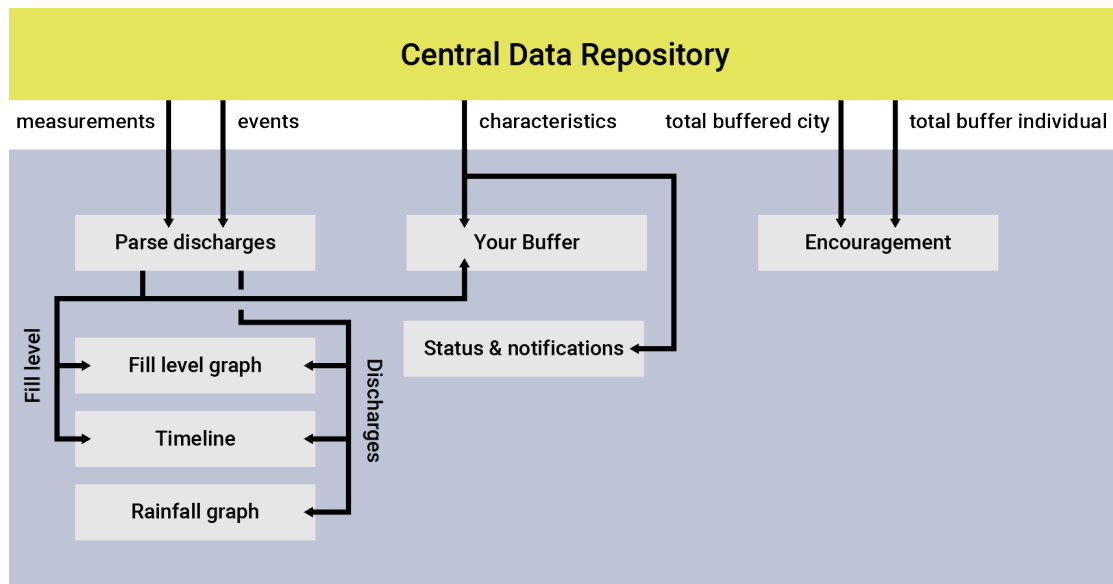 Central Data Repository
measurements
events
characteristics
total buffered city
total buffer individual
Parse discharges
Your Buffer
Encouragement
Fill level
Fill level graph
Discharges
Status & notifications
Timeline
Rainfall graph